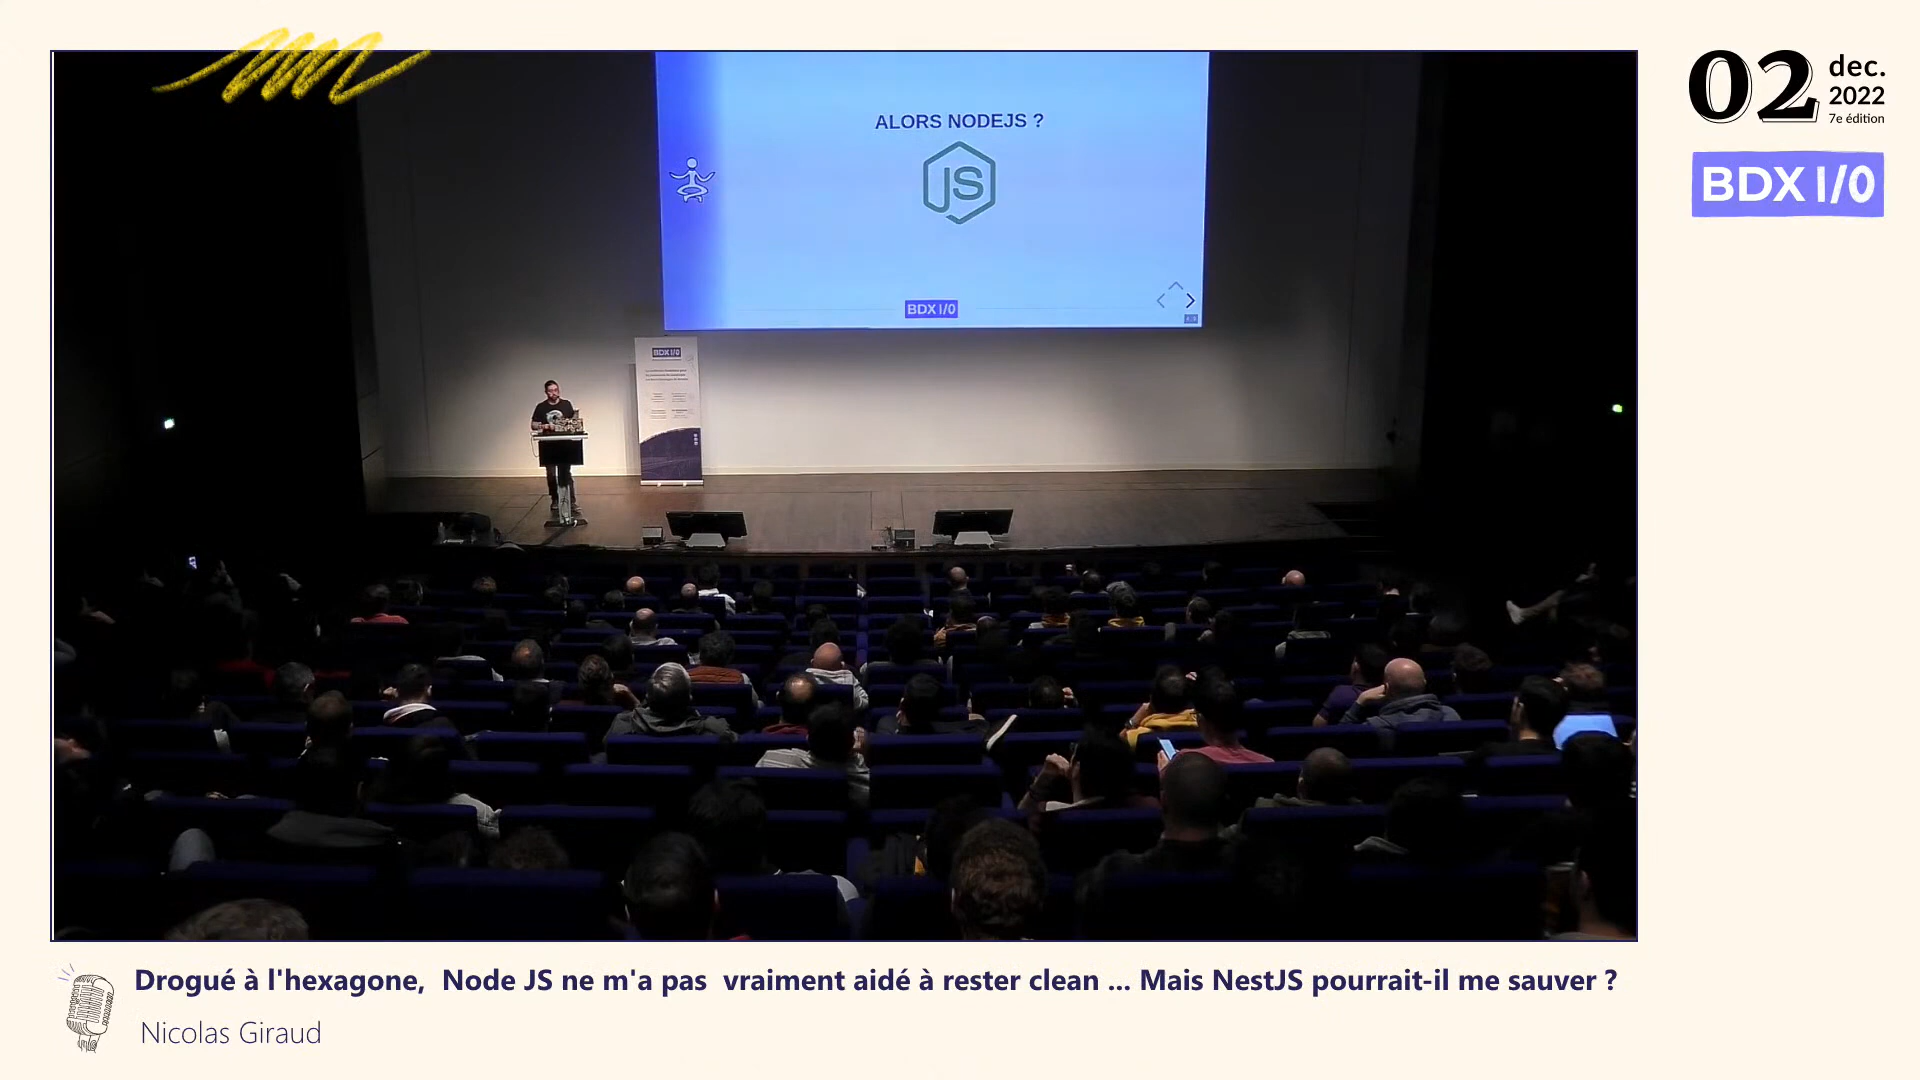 ALORS NODEJS ?
JS
BDX I/O
BDX I/O
02
dec.
2022
7e édition
BDX I/O
Drogué à l'hexagone, Node JS ne m'a pas vraiment aidé à rester clean ... Mais NestJS pourrait-il me sauver ?
Nicolas Giraud